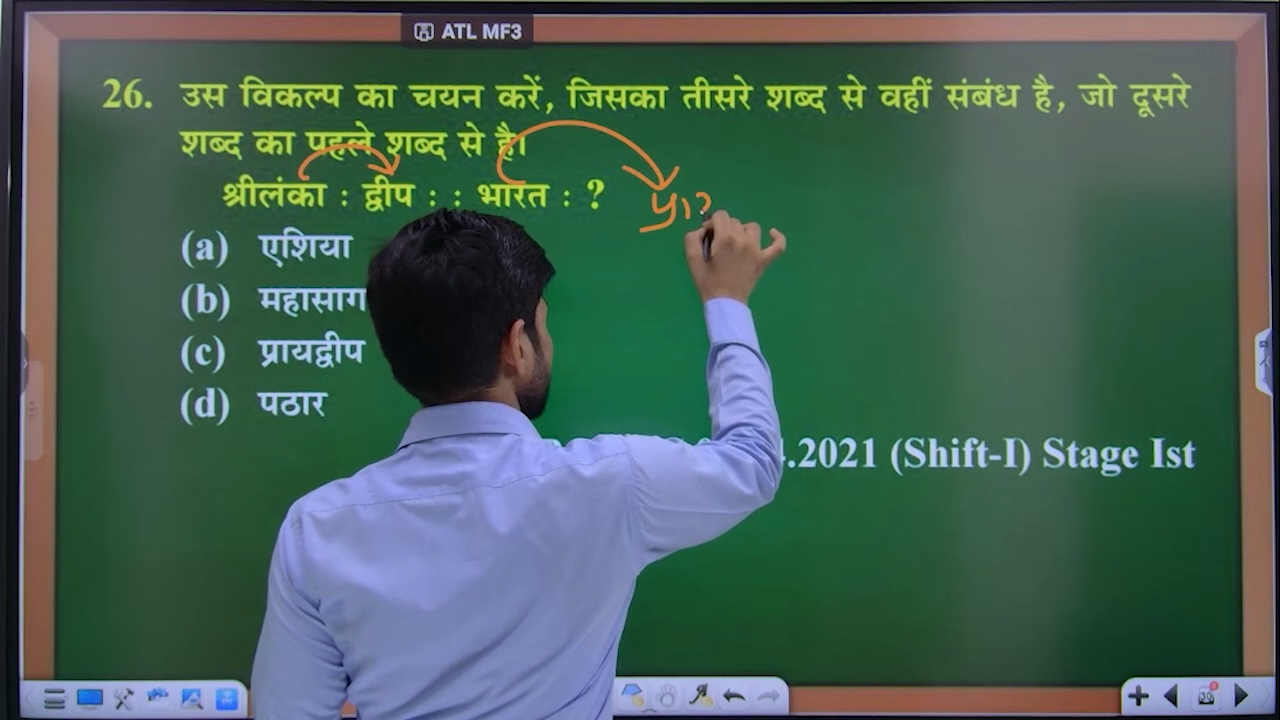 ATL MF3
26. उस विकल्प का चयन करें, जिसका तीसरे शब्द से वहीं संबंध है, जो दूसरे
शब्द का पहले शब्द से है।
श्रीलंका : द्वीप : : भारत : ?
(a) एशिया
(b) महासाग
(c) प्रायद्वीप
(d) पठार
.2021 (Shift-I) Stage Ist